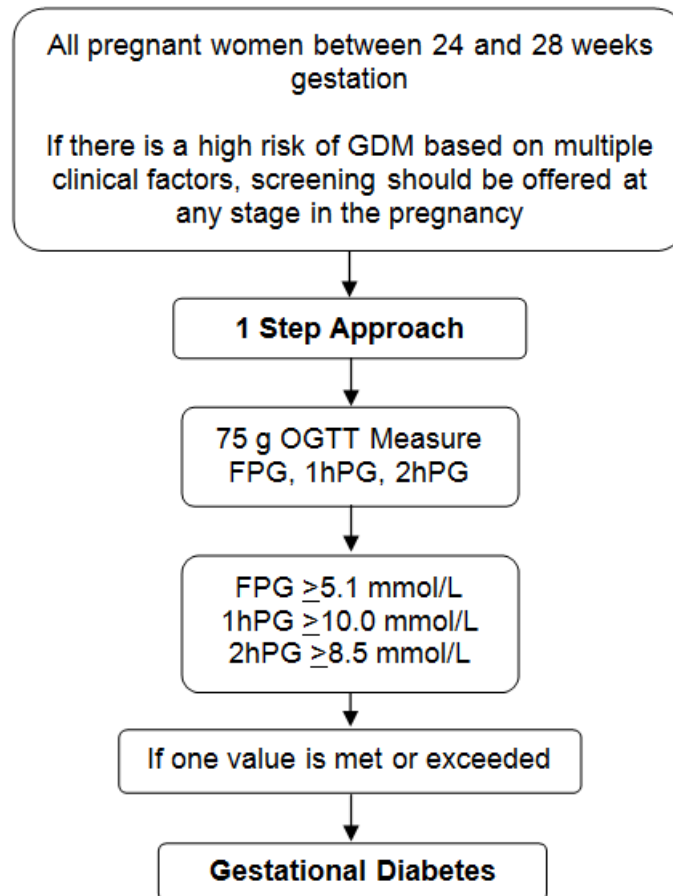 All pregnant women between 24 and 28 weeks
gestation
If there is a high risk of GDM based on multiple
clinical factors, screening should be offered at
any stage in the pregnancy
1 Step Approach
75 g OGTT Measure
FPG, 1hPG, 2hPG
FPG ≥5.1 mmol/L
1hPG ≥10.0 mmol/L
2hPG ≥8.5 mmol/L
If one value is met or exceeded
Gestational Diabetes